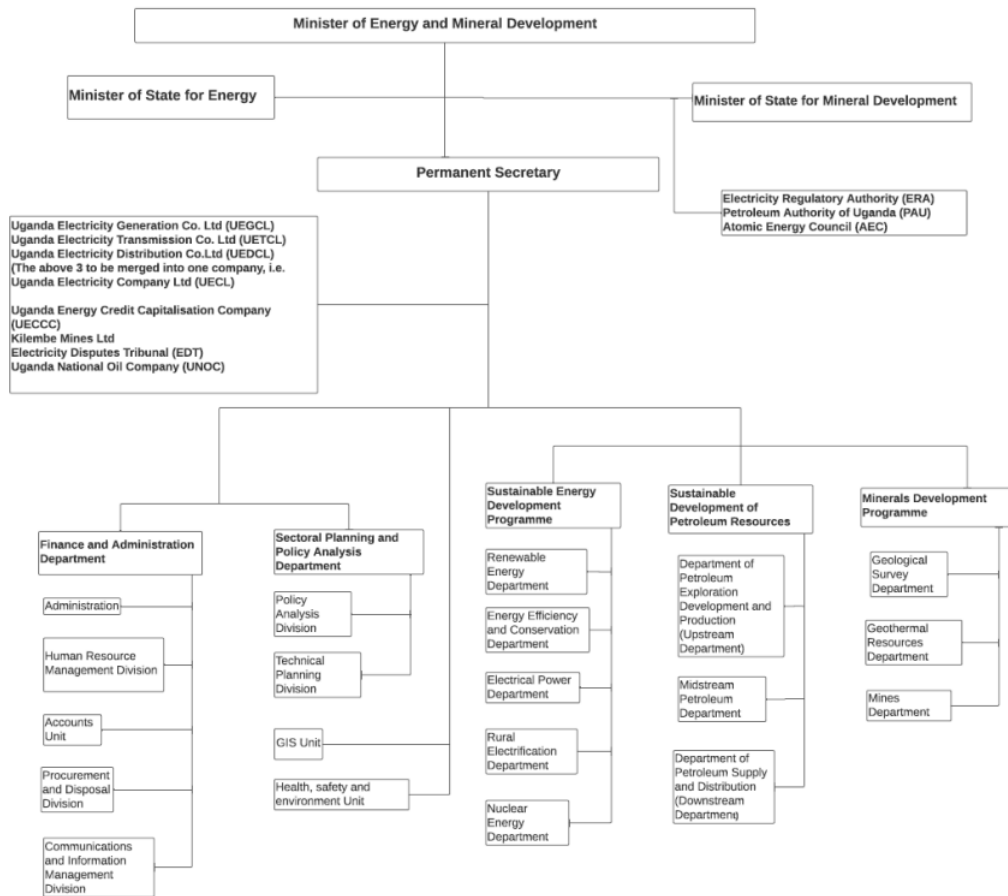 Minister of Energy and Mineral Development
Minister of State for Energy
Minister of State for Mineral Development
Permanent Secretary
Electricity Regulatory Authority (ERA)
Petroleum Authority of Uganda (PAU)
Atomic Energy Council (AEC)
Uganda Electricity Generation Co. Ltd (UEGCL)
Uganda Electricity Transmission Co. Ltd (UETCL)
Uganda Electricity Distribution Co.Ltd (UEDCL)
(The above 3 to be merged into one company, i.e.
Uganda Electricity Company Ltd (UECL)
Uganda Energy Credit Capitalisation Company
(UECCC)
Kilembe Mines Ltd
Electricity Disputes Tribunal (EDT)
Uganda National Oil Company (UNOC)
Finance and Administration
Department
Administration
Human Resource
Management Division
Accounts
Unit
Procurement
and Disposal
Division
Communications
and Information
Management
Division
Sectoral Planning and
Policy Analysis
Department
Policy
Analysis
Division
Technical
Planning
Division
GIS Unit
Health, safety and
environment Unit
Sustainable Energy
Development
Programme
Renewable
Energy
Department
Energy Efficiency
and Conservation
Department
Electrical Power
Department
Rural
Electrification
Department
Nuclear
Energy
Department
Sustainable
Development of
Petroleum Resources
Department of
Petroleum
Exploration
Development and
Production
(Upstream
Department)
Midstream
Petroleum
Department
Department of
Petroleum Supply
and Distribution
(Downstream
Department)
Minerals Development
Programme
Geological
Survey
Department
Geothermal
Resources
Department
Mines
Department